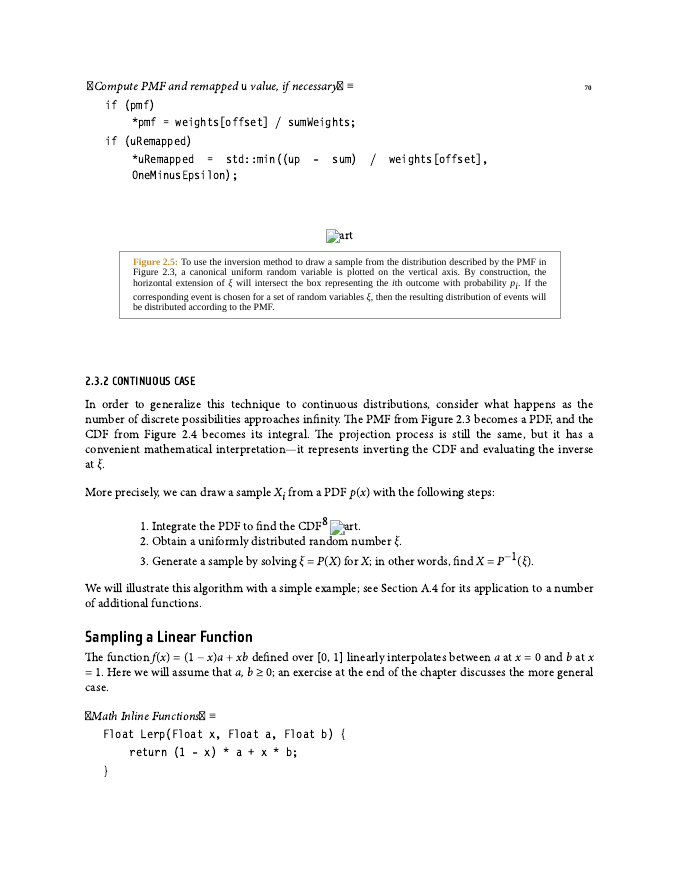 Compute PMF and remapped u value, if necessary ≡
70
if (pmf)
*pmf = weights[offset] / sumWeights;
if (uRemapped)
*uRemapped = std::min((up - sum) / weights[offset],
OneMinusEpsilon);
art
Figure 2.5: To use the inversion method to draw a sample from the distribution described by the PMF in
Figure 2.3, a canonical uniform random variable is plotted on the vertical axis. By construction, the
horizontal extension of ξ will intersect the box representing the ith outcome with probability pi. If the
corresponding event is chosen for a set of random variables ξ, then the resulting distribution of events will
be distributed according to the PMF.
2.3.2 CONTINUOUS CASE
In order to generalize this technique to continuous distributions, consider what happens as the
number of discrete possibilities approaches infinity. The PMF from Figure 2.3 becomes a PDF, and the
CDF from Figure 2.4 becomes its integral. The projection process is still the same, but it has a
convenient mathematical interpretation—it represents inverting the CDF and evaluating the inverse
at ξ.
More precisely, we can draw a sample Xi from a PDF p(x) with the following steps:
1. Integrate the PDF to find the CDF8 art.
2. Obtain a uniformly distributed random number ξ.
3. Generate a sample by solving ξ = P(X) for X; in other words, find X = P−1(ξ).
We will illustrate this algorithm with a simple example; see Section A.4 for its application to a number
of additional functions.
Sampling a Linear Function
The function f(x) = (1 − x)a + xb defined over [0, 1] linearly interpolates between a at x = 0 and b at x
= 1. Here we will assume that a, b ≥ 0; an exercise at the end of the chapter discusses the more general
case.
Math Inline Functions ≡
Float Lerp(Float x, Float a, Float b) {
return (1 - x) * a + x * b;
}